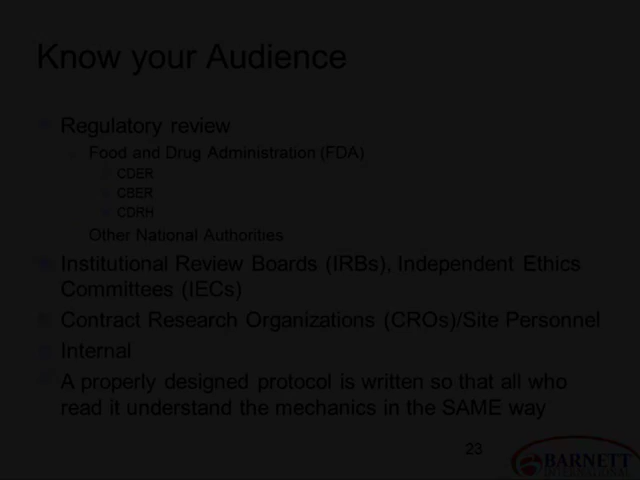 Know your Audience
Regulatory review
Food and Drug Administration (FDA)
CDER
CBER
CDRH
Other National Authorities
Institutional Review Boards (IRBs), Independent Ethics
Committees (IECs)
Contract Research Organizations (CROs)/Site Personnel
Internal
A properly designed protocol is written so that all who
read it understand the mechanics in the SAME way
23
BARNETT